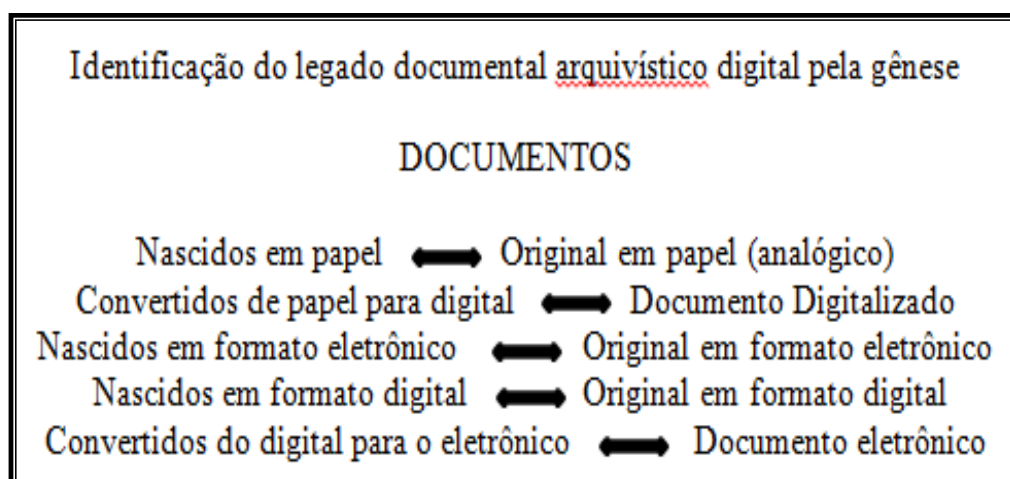 Identificação do legado documental arquivístico digital pela gênese
DOCUMENTOS
Nascidos em papel Original em papel (analógico)
Convertidos de papel para digital Documento Digitalizado
Nascidos em formato eletrônico Original em formato eletrônico
Nascidos em formato digital Original em formato digital
Convertidos do digital para o eletrônico Documento eletrônico